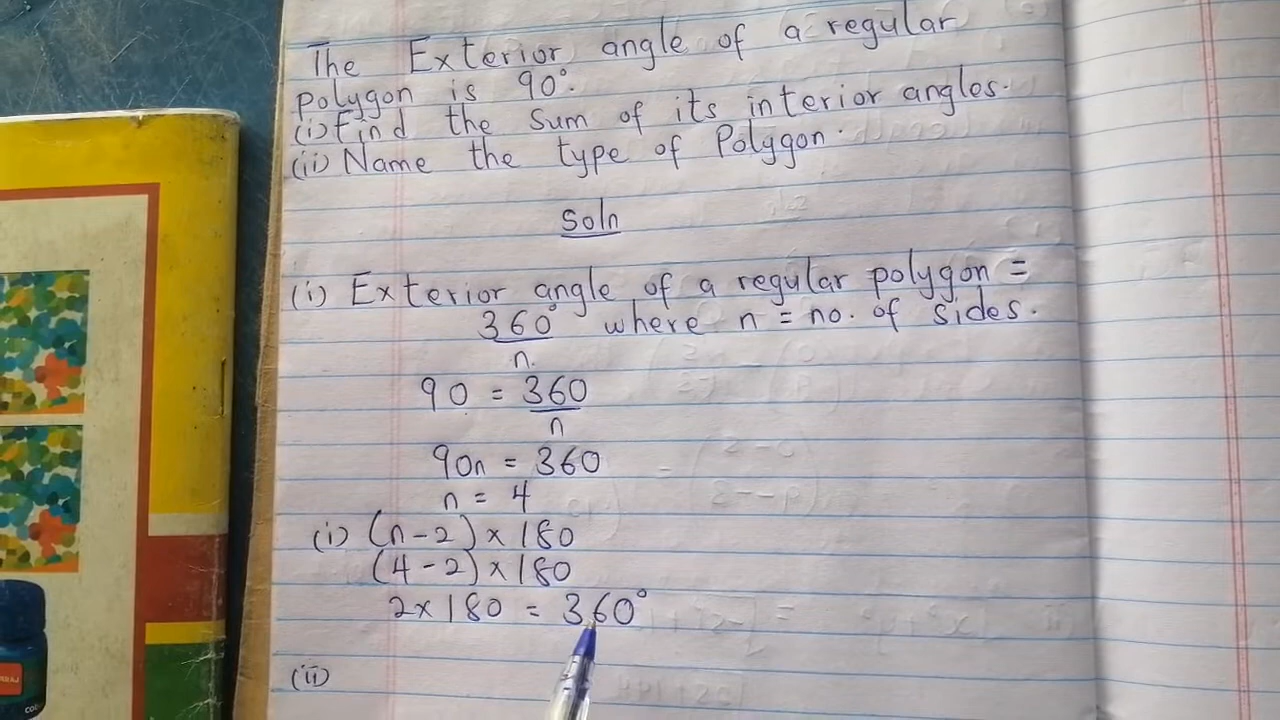 The Exterior angle of a regular
polygon is 90°.
(i) Find the sum of its interior angles.
(ii) Name the type of Polygon.
Soln
(i) Exterior angle of a regular polygon =
360° where n = no. of sides.
n
90 = 360
n
90n = 360
n = 4
(i) (n-2) × 180
(4-2) × 180
2 × 180 = 360°
(ii)